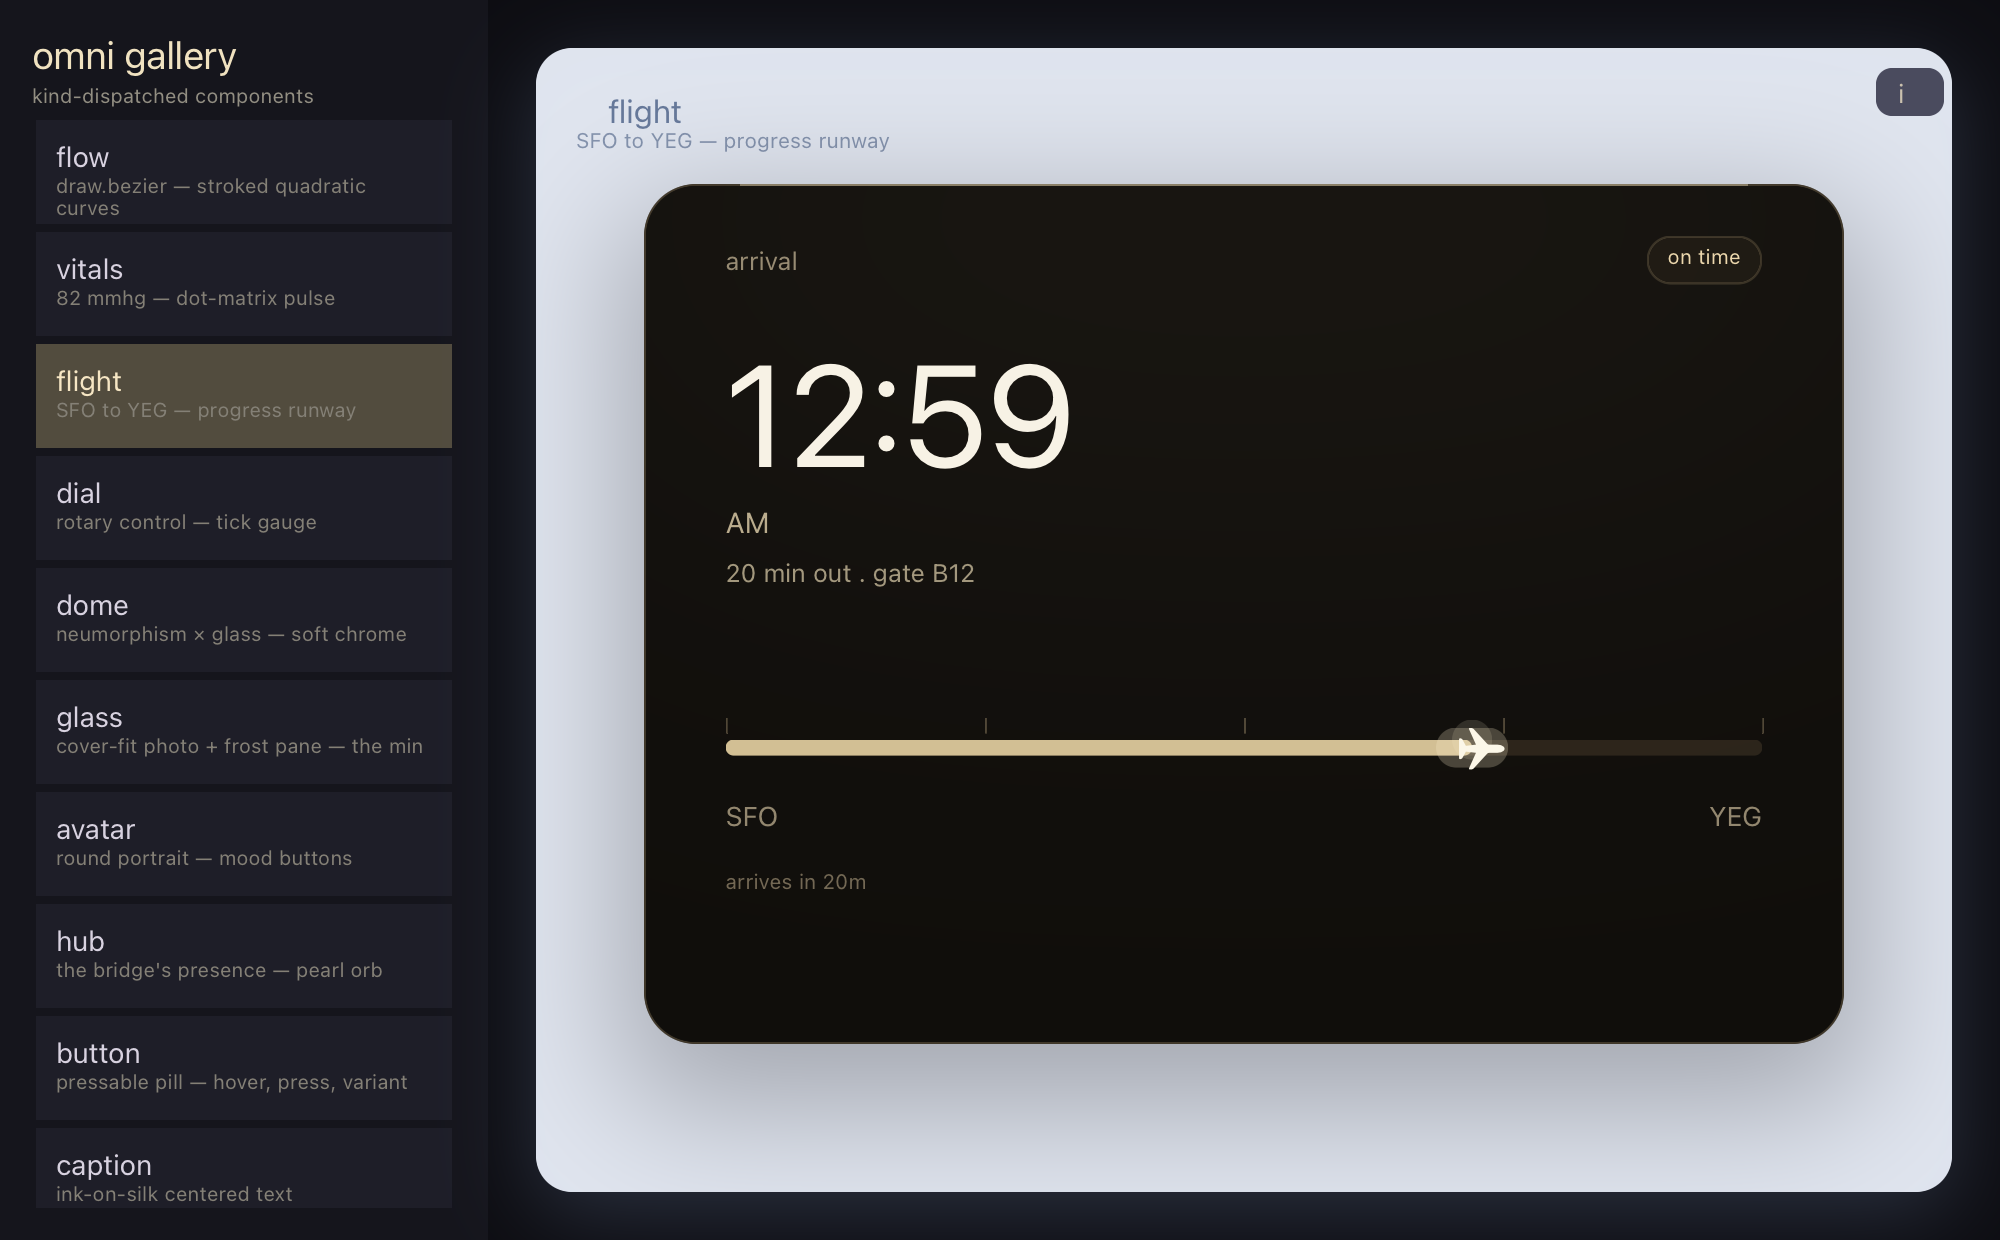 omni gallery
kind-dispatched components
flow
draw.bezier — stroked quadratic
curves
vitals
82 mmhg — dot-matrix pulse
flight
SFO to YEG — progress runway
dial
rotary control — tick gauge
dome
neumorphism × glass — soft chrome
glass
cover-fit photo + frost pane — the min
avatar
round portrait — mood buttons
hub
the bridge's presence — pearl orb
button
pressable pill — hover, press, variant
caption
ink-on-silk centered text
flight
SFO to YEG — progress runway
i
arrival
on time
12:59
AM
20 min out . gate B12
SFO
YEG
arrives in 20m